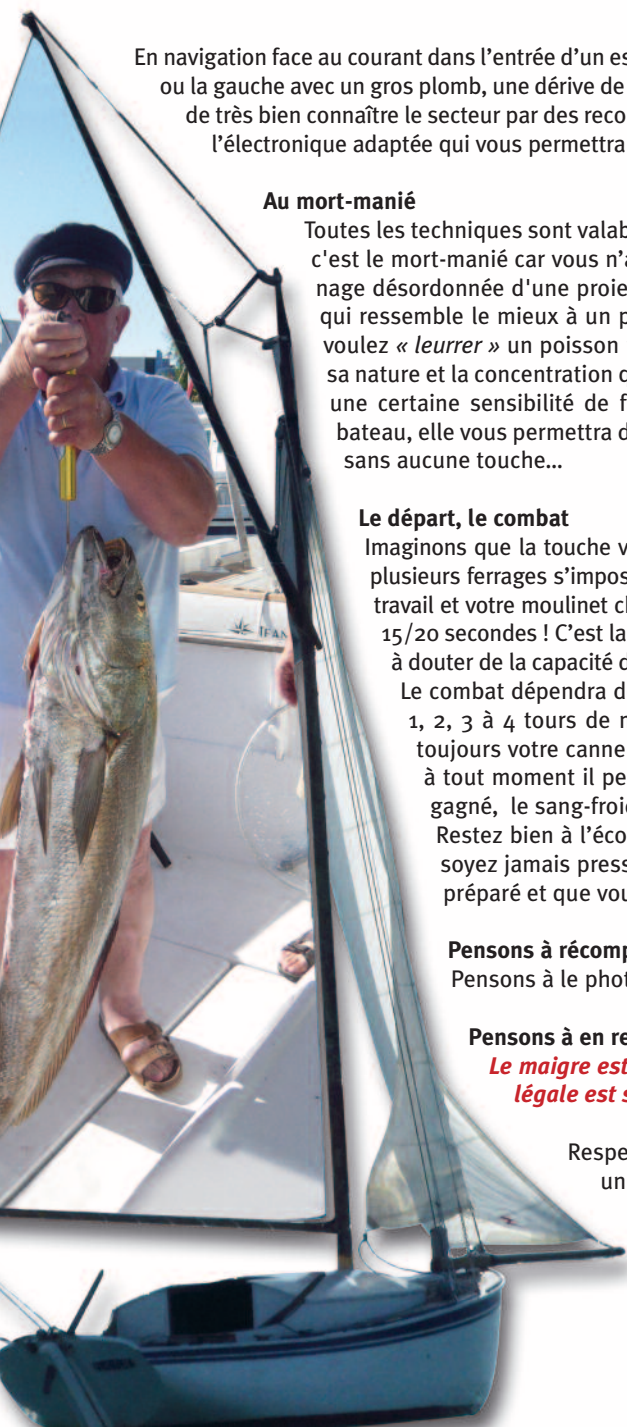 En navigation face au courant dans l’entrée d’un es
ou la gauche avec un gros plomb, une dérive de
de très bien connaître le secteur par des reco
l’électronique adaptée qui vous permettra
Au mort-manié
Toutes les techniques sont valab
c'est le mort-manié car vous n’a
nage désordonnée d'une proie
qui ressemble le mieux à un p
voulez « leurrer » un poisson
sa nature et la concentration d
une certaine sensibilité de f
bateau, elle vous permettra d
sans aucune touche...
Le départ, le combat
Imaginons que la touche v
plusieurs ferrages s’impos
travail et votre moulinet c
15/20 secondes ! C’est la
à douter de la capacité d
Le combat dépendra d
1, 2, 3 à 4 tours de m
toujours votre canne
à tout moment il pe
gagné, le sang-froi
Restez bien à l’éco
soyez jamais press
préparé et que vou
Pensons à récomp
Pensons à le phot
Pensons à en re
Le maigre est
légale est s
Respe
un